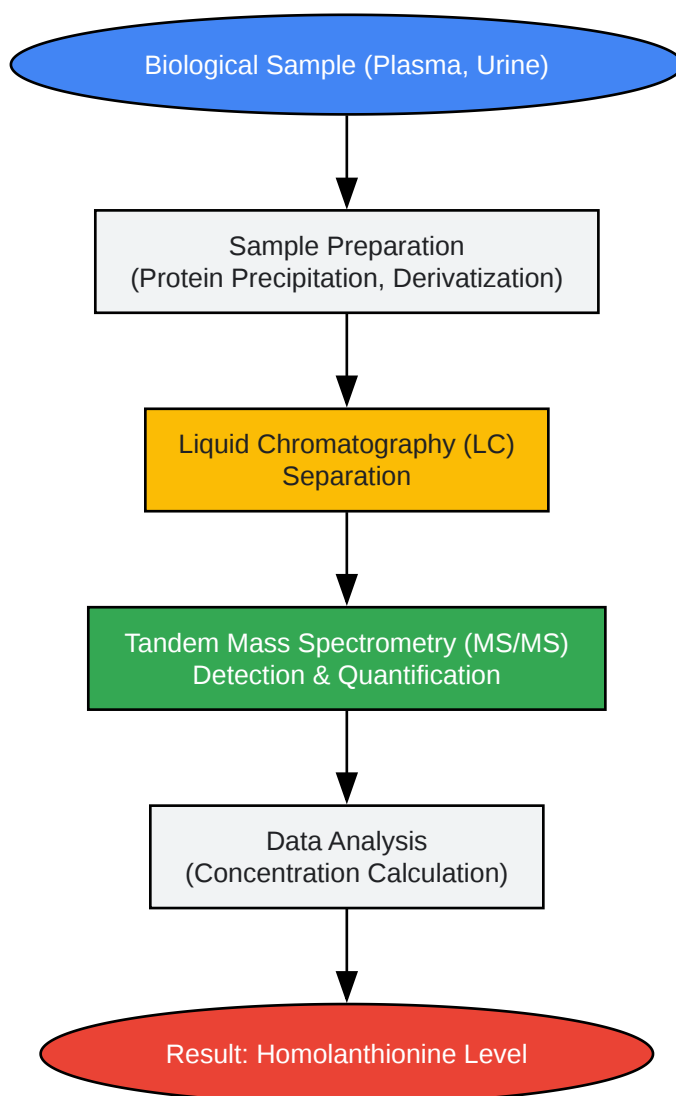 Biological Sample (Plasma, Urine)
Sample Preparation
(Protein Precipitation, Derivatization)
Liquid Chromatography (LC)
Separation
Tandem Mass Spectrometry (MS/MS)
Detection & Quantification
Data Analysis
(Concentration Calculation)
Result: Homolanthionine Level